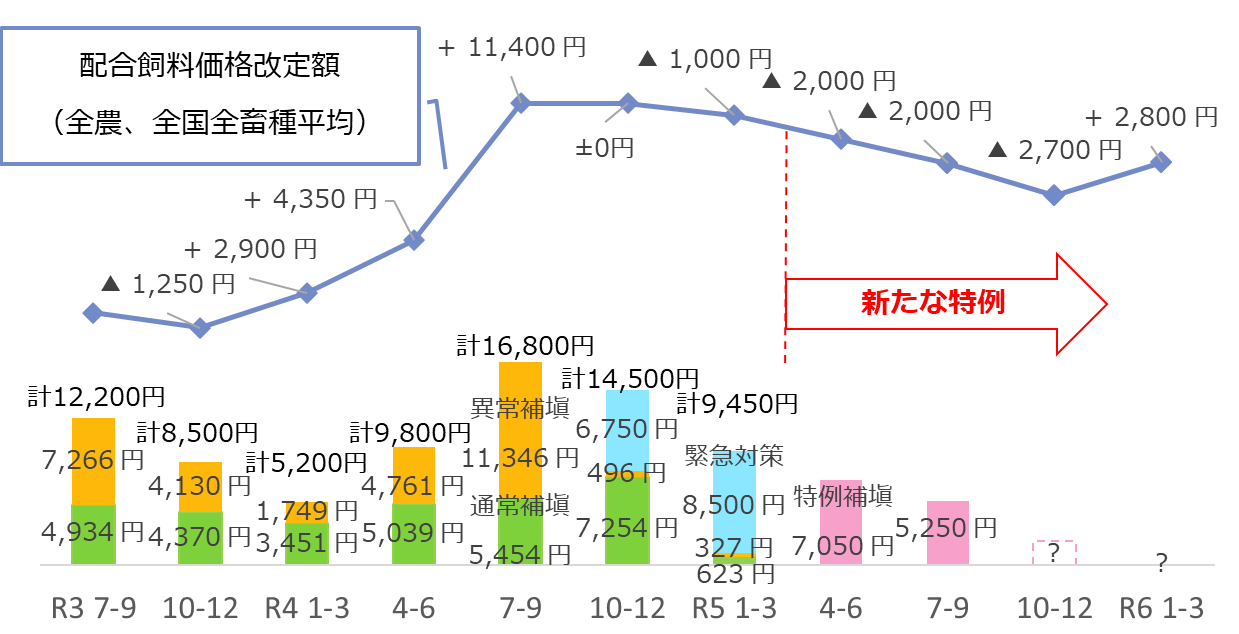 配合飼料価格改定額
（全農、全国全畜種平均）
▲ 1,250 円
＋ 2,900 円
＋ 4,350 円
＋ 11,400 円
±0円
▲ 1,000 円
▲ 2,000 円
▲ 2,000 円
▲ 2,700 円
＋ 2,800 円
新たな特例
計12,200円
7,266 円
4,934 円
計8,500円
4,130 円
4,370 円
計5,200円
1,749 円
3,451 円
計9,800円
4,761 円
5,039 円
計16,800円
異常補塡
11,346 円
通常補塡
5,454 円
計14,500円
6,750 円
496 円
7,254 円
計9,450円
緊急対策
8,500 円
327 円
623 円
特例補塡
7,050 円
5,250 円
?
?
R3 7-9 10-12 R4 1-3 4-6 7-9 10-12 R5 1-3 4-6 7-9 10-12 R6 1-3